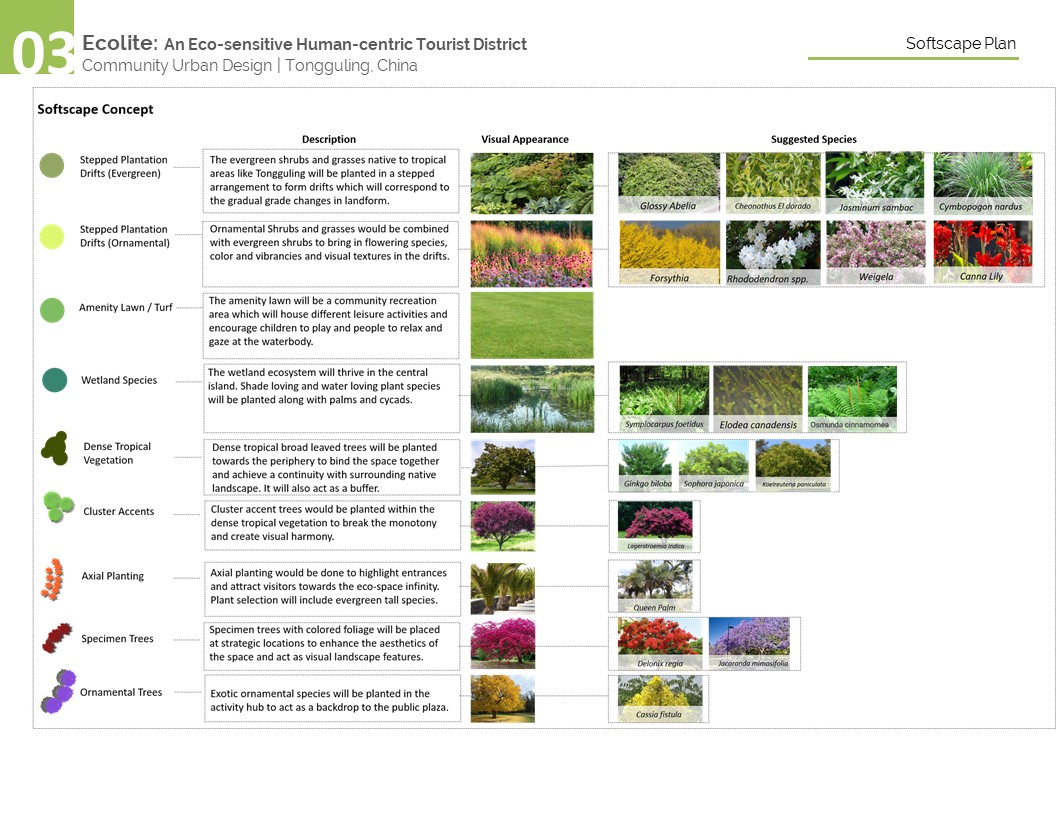 03
Ecolite: An Eco-sensitive Human-centric Tourist District
Community Urban Design | Tongguling, China
Softscape Plan
Softscape Concept
Description
Visual Appearance
Suggested Species
Stepped Plantation
Drifts (Evergreen)
The evergreen shrubs and grasses native to tropical
areas like Tongguling will be planted in a stepped
arrangement to form drifts which will correspond to
the gradual grade changes in landform.
Glossy Abelia
Cheonothus El dorado
Jasminum sambac
Cymbopogon nardus
Stepped Plantation
Drifts (Ornamental)
Ornamental Shrubs and grasses would be combined
with evergreen shrubs to bring in flowering species,
color and vibrancies and visual textures in the drifts.
Forsythia
Rhododendron spp.
Weigela
Canna Lily
Amenity Lawn / Turf
The amenity lawn will be a community recreation
area which will house different leisure activities and
encourage children to play and people to relax and
gaze at the waterbody.
Wetland Species
The wetland ecosystem will thrive in the central
island. Shade loving and water loving plant species
will be planted along with palms and cycads.
Symplocarpus foetidus
Elodea canadensis
Osmunda cinnamomea
Dense Tropical
Vegetation
Dense tropical broad leaved trees will be planted
towards the periphery to bind the space together
and achieve a continuity with surrounding native
landscape. It will also act as a buffer.
Ginkgo biloba
Sophora japonica
Koelreuteria paniculata
Cluster Accents
Cluster accent trees would be planted within the
dense tropical vegetation to break the monotony
and create visual harmony.
Lagerstroemia indica
Axial Planting
Axial planting would be done to highlight entrances
and attract visitors towards the eco-space infinity.
Plant selection will include evergreen tall species.
Queen Palm
Specimen Trees
Specimen trees with colored foliage will be placed
at strategic locations to enhance the aesthetics of
the space and act as visual landscape features.
Delonix regia
Jacaranda mimosifolia
Ornamental Trees
Exotic ornamental species will be planted in the
activity hub to act as a backdrop to the public plaza.
Cassia fistula